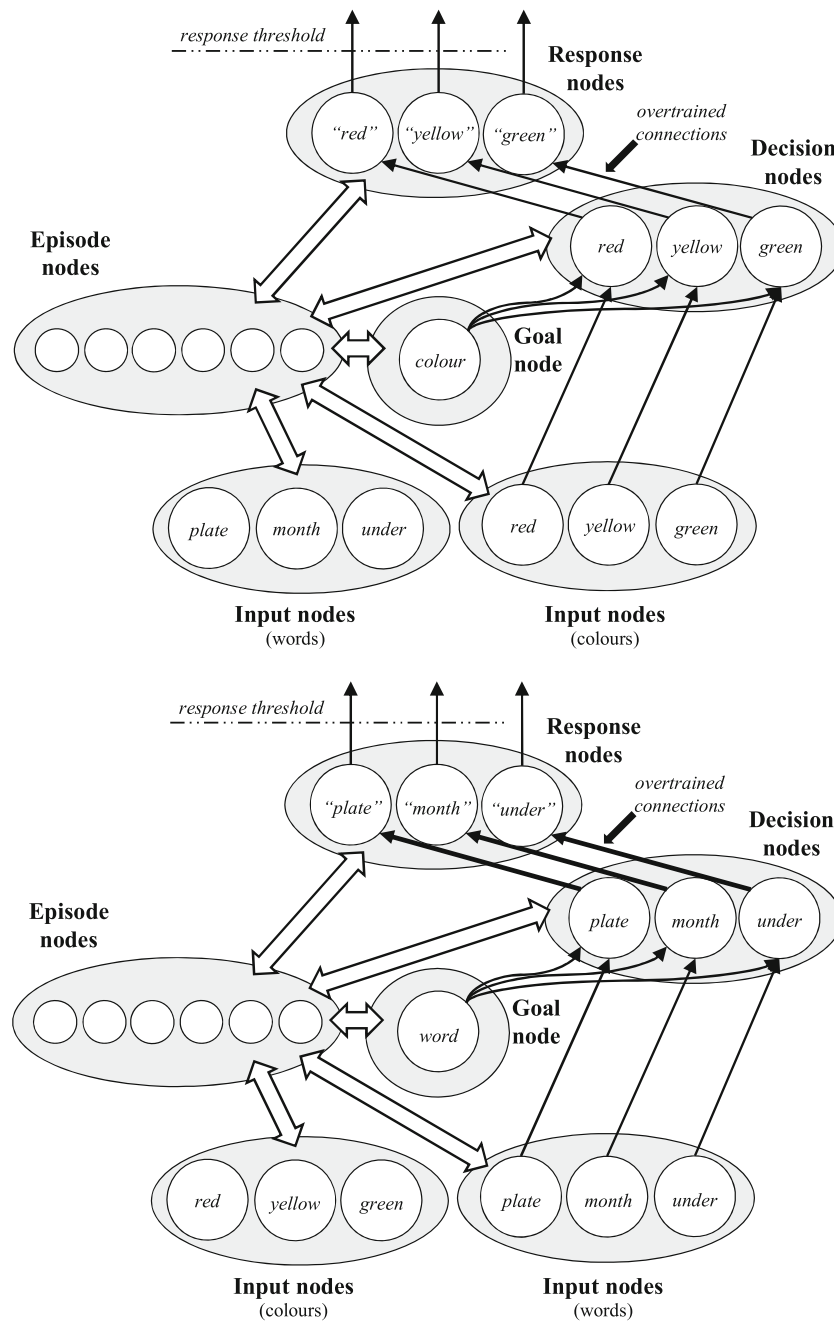 response threshold
Response
nodes
“red”
“yellow”
“green”
overtrained
connections
Decision
nodes
Episode
nodes
red
yellow
green
Goal
node
colour
plate
month
under
red
yellow
green
Input nodes
(words)
Input nodes
(colours)
response threshold
Response
nodes
“plate”
“month”
“under”
overtrained
connections
Decision
nodes
Episode
nodes
plate
month
under
Goal
node
word
red
yellow
green
plate
month
under
Input nodes
(colours)
Input nodes
(words)